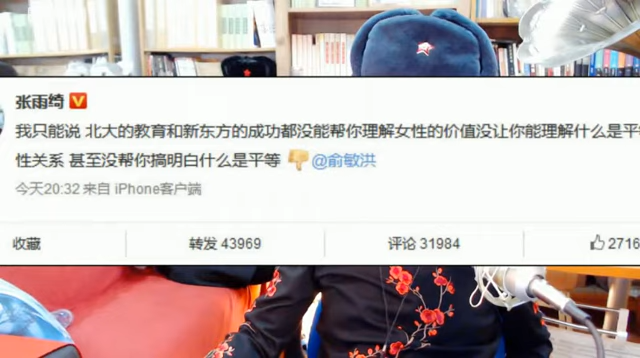 张雨绮
我只能说 北大的教育和新东方的成功都没能帮你理解女性的价值没让你能理解什么是平
性关系 甚至没帮你搞明白什么是平等 @俞敏洪
今天20:32 来自 iPhone客户端
收藏 转发 43969 评论 31984 2716